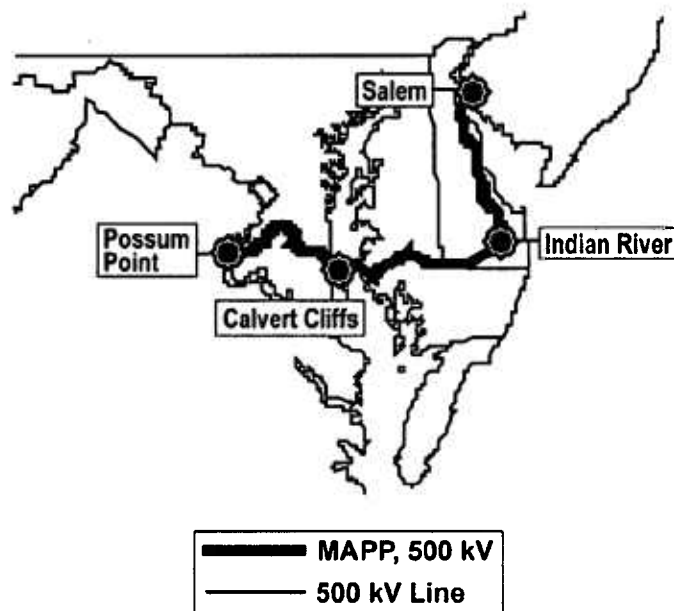 Salem
Possum
Point
Indian River
Calvert Cliffs
MAPP, 500 kV
500 kV Line